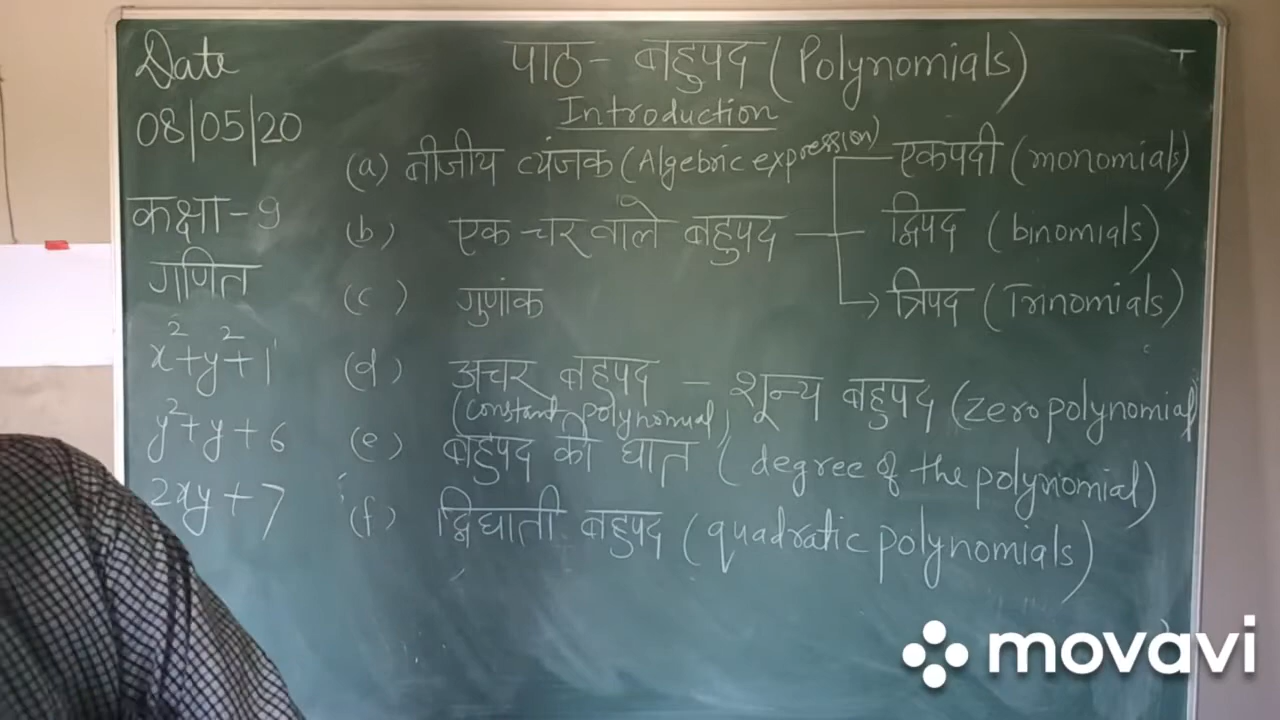 Date
08/05/20
कक्षा-9
गणित
x²+y²+1
y²+y+6
2xy+7
पाठ- बहुपद (Polynomials)
Introduction
(a) बीजीय व्यंजक (Algebric expression)
(b) एक चर वाले बहुपद
एकपदी (monomials)
द्विपद (binomials)
त्रिपद (Trinomials)
(c) गुणांक
(d) अचर बहुपद - शून्य बहुपद (zero polynomial)
(constant polynomial)
(e) बहुपद की घात (degree of the polynomial)
(f) द्विघाती बहुपद (quadratic polynomials)
movavi